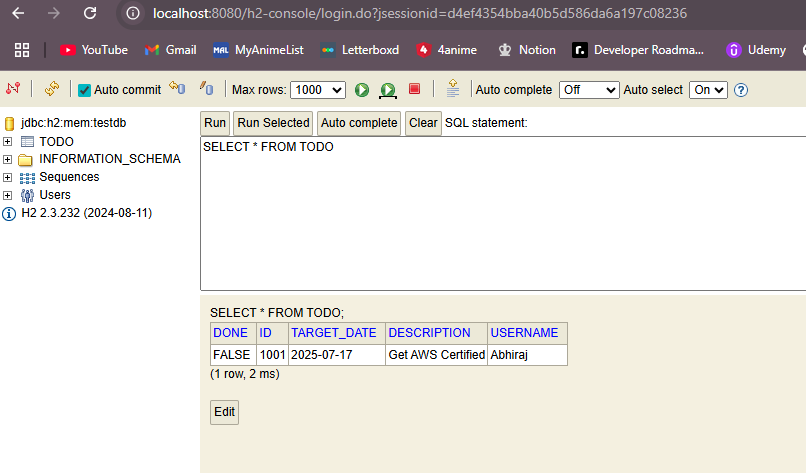 localhost:8080/h2-console/login.do?jsessionid=d4ef4354bba40b5d586da6a197c08236
YouTube Gmail MAL MyAnimeList Letterboxd 4anime Notion r. Developer Roadma... U Udemy
Auto commit Max rows: 1000 Auto complete Off Auto select On ?
jdbc:h2:mem:testdb
TODO
INFORMATION_SCHEMA
Sequences
Users
H2 2.3.232 (2024-08-11)
Run Run Selected Auto complete Clear SQL statement:
SELECT * FROM TODO
SELECT * FROM TODO;
DONE ID TARGET_DATE DESCRIPTION USERNAME
FALSE 1001 2025-07-17 Get AWS Certified Abhiraj
(1 row, 2 ms)
Edit